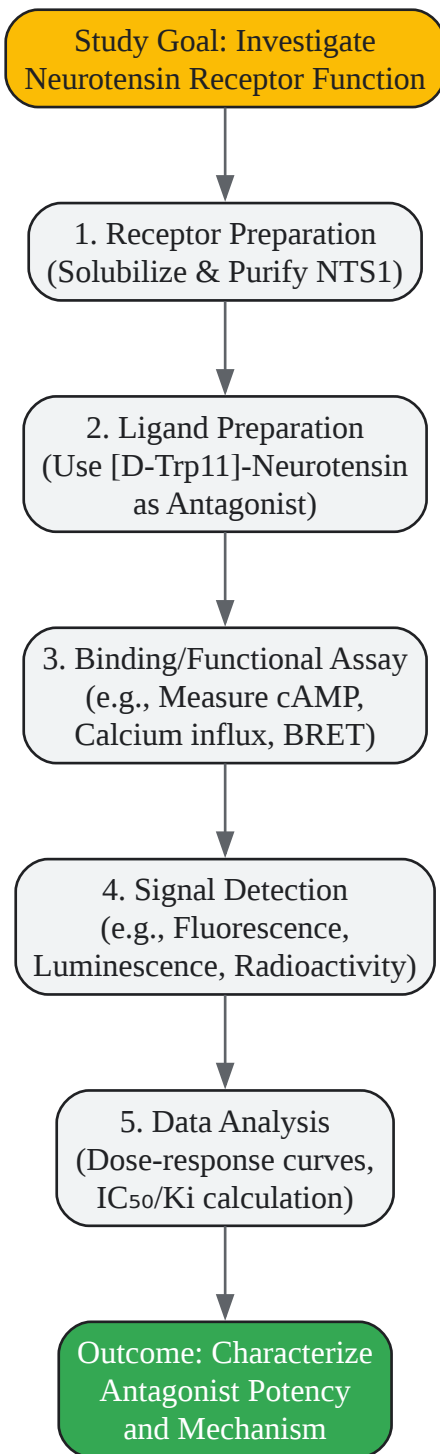 Study Goal: Investigate
Neurotensin Receptor Function
1. Receptor Preparation
(Solubilize & Purify NTS1)
2. Ligand Preparation
(Use [D-Trp11]-Neurotensin
as Antagonist)
3. Binding/Functional Assay
(e.g., Measure cAMP,
Calcium influx, BRET)
4. Signal Detection
(e.g., Fluorescence,
Luminescence, Radioactivity)
5. Data Analysis
(Dose-response curves,
IC₅₀/Ki calculation)
Outcome: Characterize
Antagonist Potency
and Mechanism